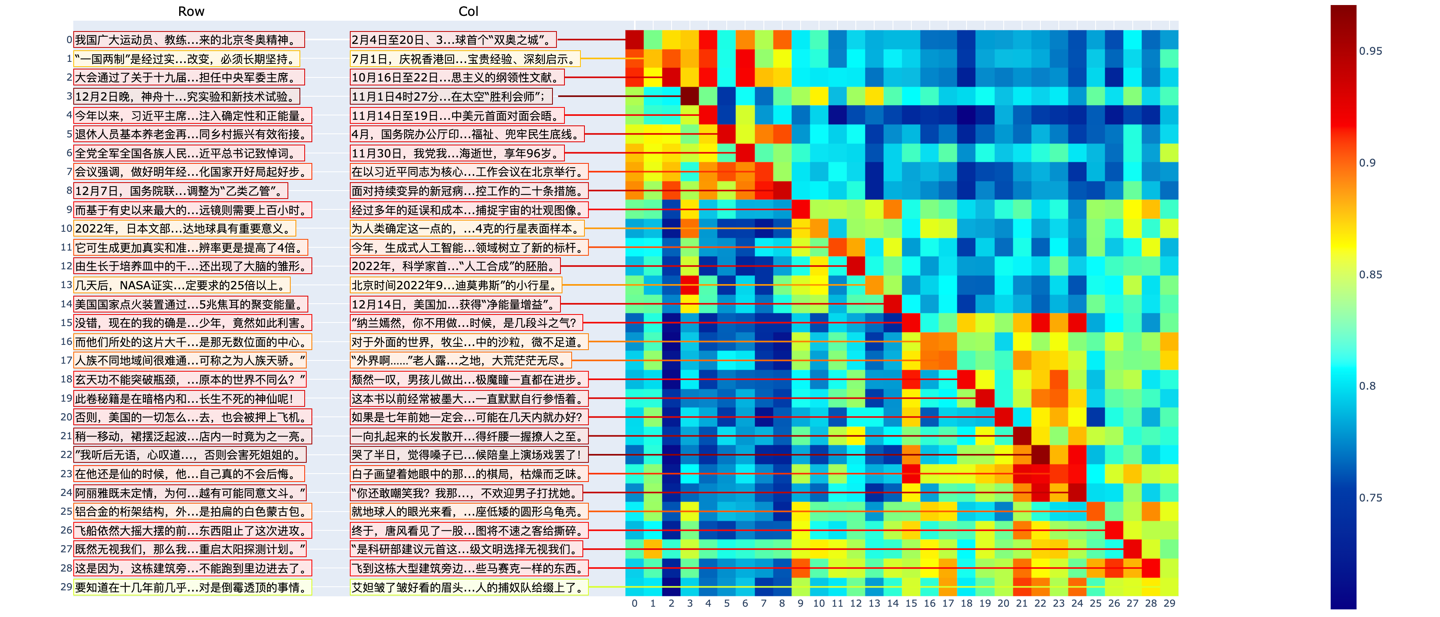 Row Col
0 我国广大运动员、教练...来的北京冬奥精神。 2月4日至20日、3...球首个“双奥之城”。
1 “一国两制”是经过实...改变，必须长期坚持。 7月1日，庆祝香港回...宝贵经验、深刻启示。
2 大会通过了关于十九届...担任中央军委主席。 10月16日至22日...思主义的纲领性文献。
3 12月2日晚，神舟十...究实验和新技术试验。 11月1日4时27分...在太空“胜利会师”；
4 今年以来，习近平主席...注入确定性和正能量。 11月14日至19日...中美元首面对面会晤。
5 退休人员基本养老金再...同乡村振兴有效衔接。 4月，国务院办公厅印...福祉、兜牢民生底线。
6 全党全军全国各族人民...近平总书记致悼词。 11月30日，我党我...海逝世，享年96岁。
7 会议强调，做好明年经...化国家开好局起好步。 在以习近平同志为核心...工作会议在北京举行。
8 12月7日，国务院联...调整为“乙类乙管”。 面对持续变异的新冠病...控工作的二十条措施。
9 而基于有史以来最大的...远镜则需要上百小时。 经过多年的延误和成本...捕捉宇宙的壮观图像。
10 2022年，日本文部...达地球具有重要意义。 为人类确定这一点的，...4克的行星表面样本。
11 它可生成更加真实和准...辨率更是提高了4倍。 今年，生成式人工智能...领域树立了新的标杆。
12 由生长于培养皿中的干...还出现了大脑的雏形。 2022年，科学家首...“人工合成”的胚胎。
13 几天后，NASA证实...定要求的25倍以上。 北京时间2022年9...迪莫弗斯”的小行星。
14 美国国家点火装置通过...5兆焦耳的聚变能量。 12月14日，美国加...获得“净能量增益”。
15 没错，现在的我的确是...少年，竟然如此利害。 ”纳兰嫣然，你不用做...时候，是几段斗之气？
16 而他们所处的这片大千...是那无数位面的中心。 对于外面的世界，牧尘...中的沙粒，微不足道。
17 人族不同地域间很难通...可称之为人族天骄。” “外界啊……”老人露...之地，大荒茫茫无尽。
18 玄天功不能突破瓶颈，...原本的世界不同么？” 颓然一叹，男孩儿做出...极魔瞳一直都在进步。
19 此卷秘籍是在暗格内和...长生不死的神仙呢！ 这本书以前经常被墨大...一直默默自行参悟着。
20 否则，美国的一切怎么...去，也会被押上飞机。 如果是七年前她一定会...可能在几天内就办好?
21 稍一移动，裙摆泛起波...店内一时竟为之一亮。 一向扎起来的长发散开...得纤腰一握撩人之至。
22 ”我听后无语，心叹道...，否则会害死姐姐的。 哭了半日，觉得嗓子已...候陪皇上演场戏罢了！
23 在他还是仙的时候，他...自己真的不会后悔。 白子画望着她眼中的那...的棋局，枯燥而乏味。
24 阿丽雅既未定情，为何...越有可能同意文斗。” “你还敢嘲笑我？我那...，不欢迎男子打扰她。
25 铝合金的桁架结构，外...是拍扁的白色蒙古包。 就地球人的眼光来看，...座低矮的圆形乌龟壳。
26 飞船依然大摇大摆的前...东西阻止了这次进攻。 终于，唐风看见了一股...图将不速之客给撕碎。
27 既然无视我们，那么我...重启太阳探测计划。” “是科研部建议元首这...级文明选择无视我们。
28 这是因为，这栋建筑旁...不能跑到里边进去了。 飞到这栋大型建筑旁边...些马赛克一样的东西。
29 要知道在十几年前几乎...对是倒霉透顶的事情。 艾妲皱了皱好看的眉头...人的捕奴队给缀上了。
0 1 2 3 4 5 6 7 8 9 10 11 12 13 14 15 16 17 18 19 20 21 22 23 24 25 26 27 28 29
0.95
0.9
0.85
0.8
0.75